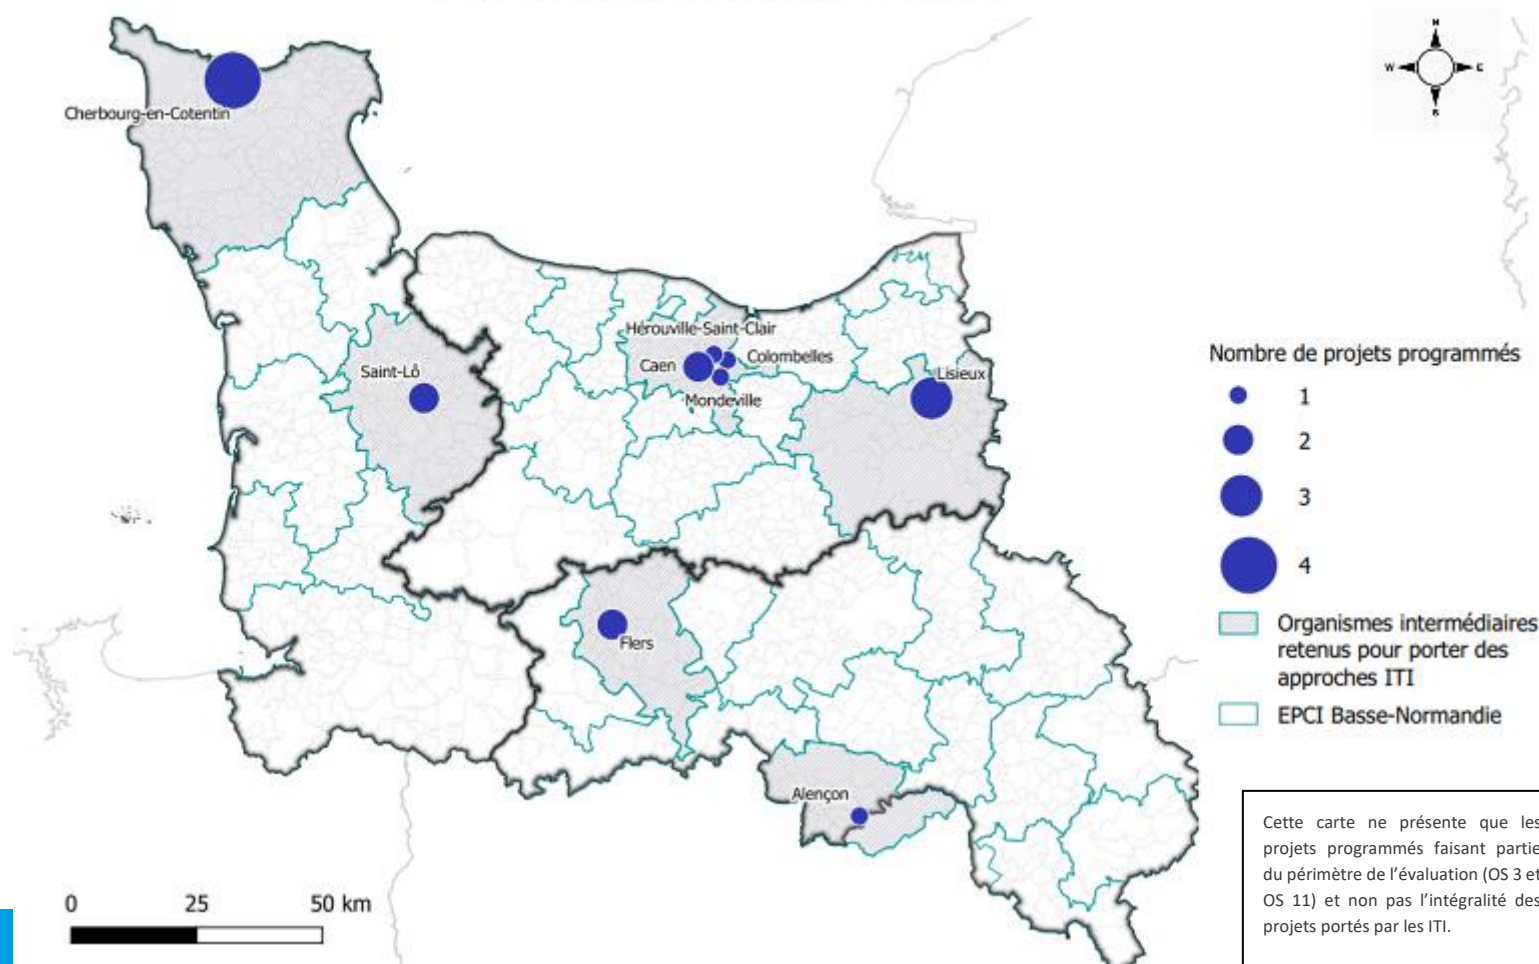 N
W
E
S
Cherbourg-en-Cotentin
Hérouville-Saint-Clair
Caen
Colombelles
Mondeville
Saint-Lô
Lisieux
Flers
Alençon
Nombre de projets programmés
1
2
3
4
Organismes intermédiaires
retenus pour porter des
approches ITI
EPCI Basse-Normandie
0 25 50 km
Cette carte ne présente que les
projets programmés faisant partie
du périmètre de l'évaluation (OS 3 et
OS 11) et non pas l'intégralité des
projets portés par les ITI.